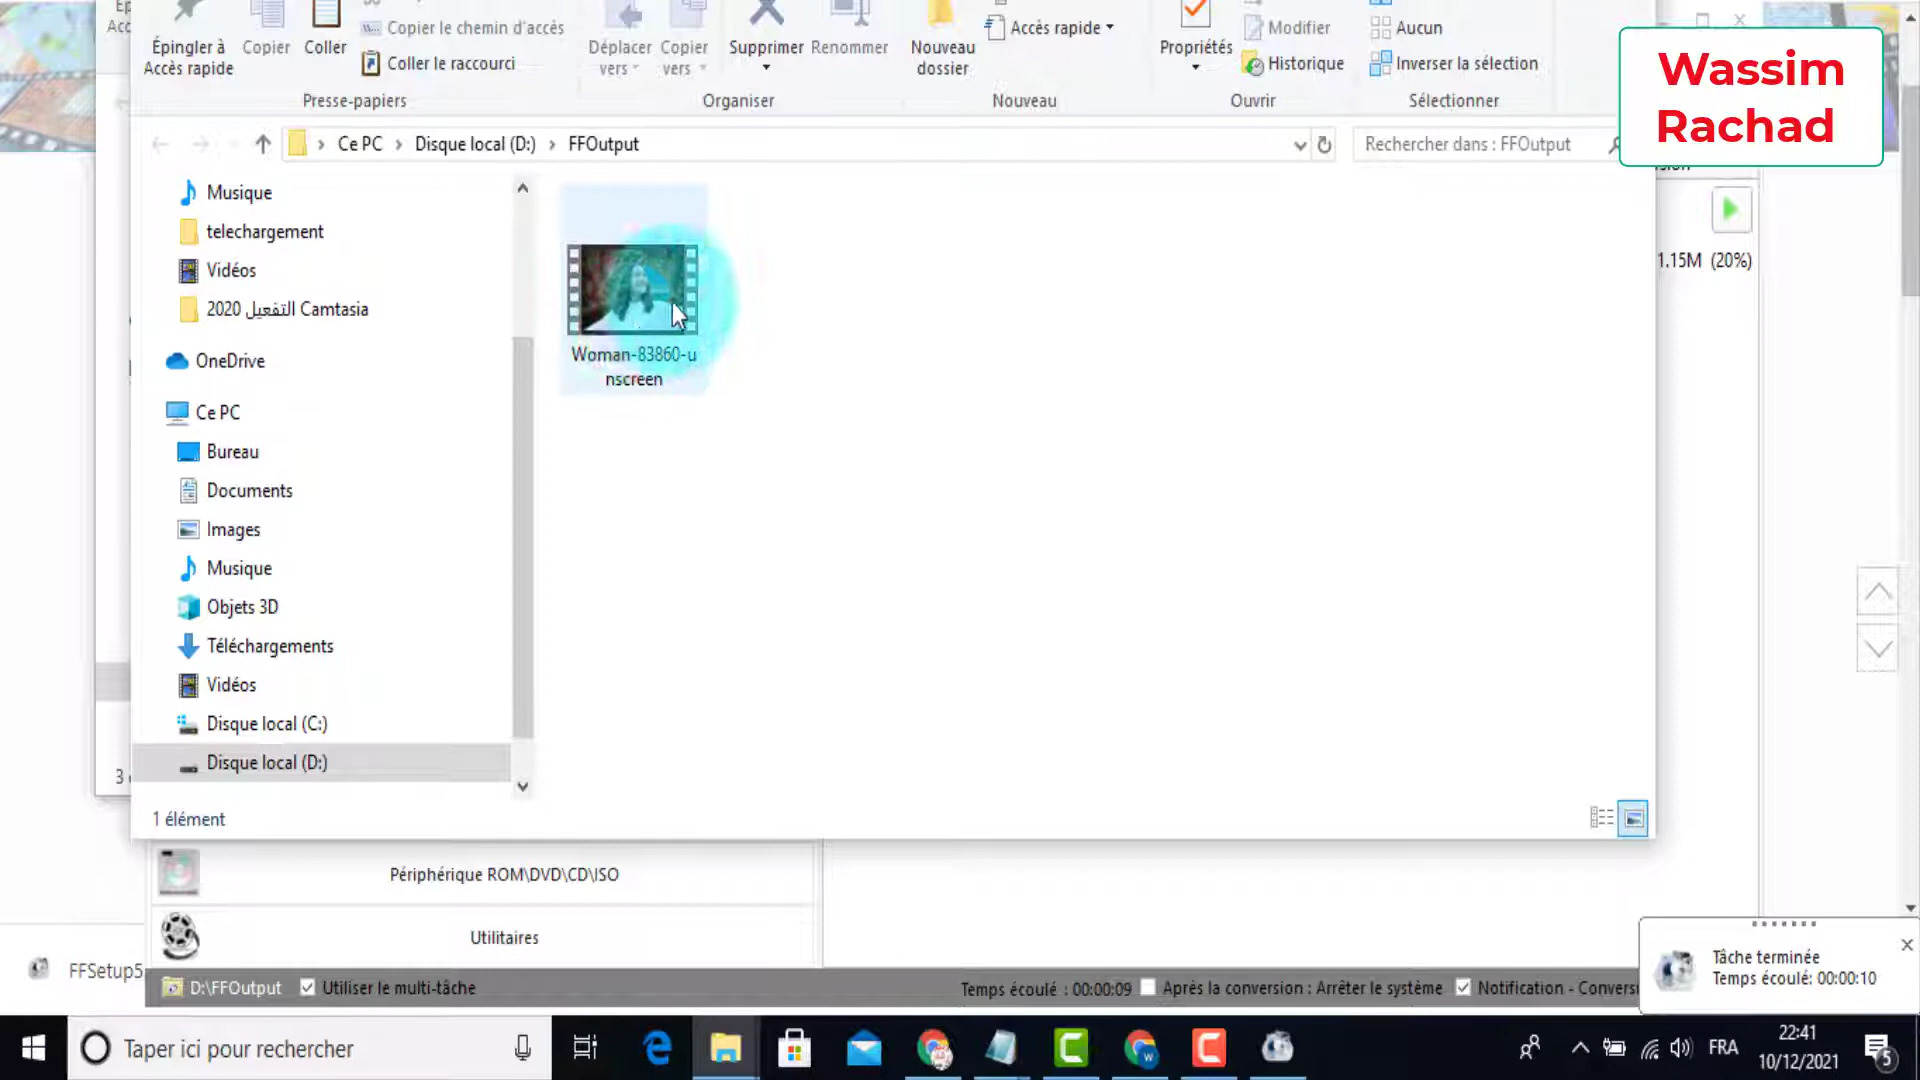 Épingler à
Accès rapide
Copier
Coller
Copier le chemin d'accès
Coller le raccourci
Déplacer
vers
Copier
vers
Supprimer
Renommer
Nouveau
dossier
Accès rapide
Propriétés
Modifier
Historique
Aucun
Inverser la sélection
Presse-papiers
Organiser
Nouveau
Ouvrir
Sélectionner
Wassim
Rachad
Ce PC
Disque local (D:)
FFOutput
Rechercher dans : FFOutput
Musique
telechargement
Vidéos
Camtasia 2020 التفعيل
OneDrive
Ce PC
Bureau
Documents
Images
Musique
Objets 3D
Téléchargements
Vidéos
Disque local (C:)
Disque local (D:)
Woman-83860-u
nscreen
1.15M (20%)
3
1 élément
Périphérique ROM\DVD\CD\ISO
Utilitaires
FFSetup5
D:\FFOutput
Utiliser le multi-tâche
Temps écoulé : 00:00:09
Après la conversion : Arrêter le système
Notification - Conversi
Tâche terminée
Temps écoulé: 00:00:10
Taper ici pour rechercher
FRA
22:41
10/12/2021
5